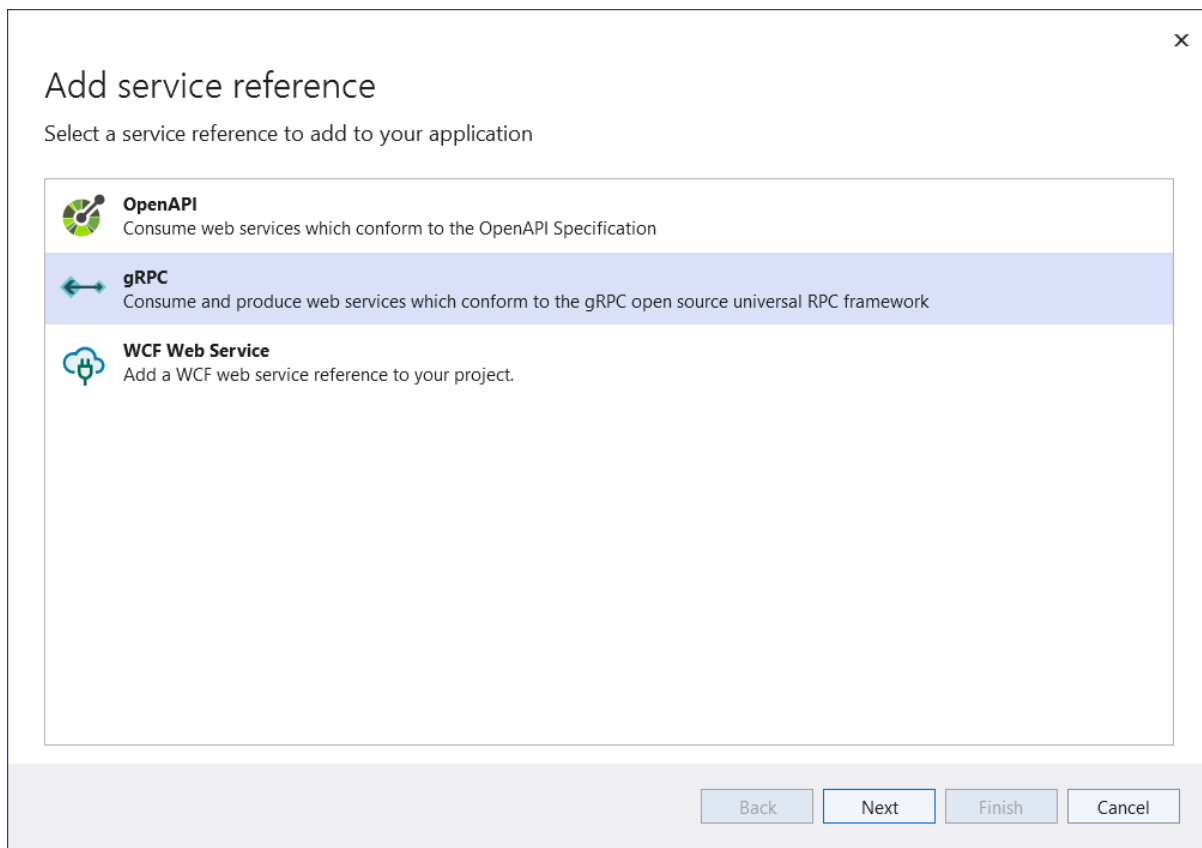 Add service reference
Select a service reference to add to your application
OpenAPI
Consume web services which conform to the OpenAPI Specification
gRPC
Consume and produce web services which conform to the gRPC open source universal RPC framework
WCF Web Service
Add a WCF web service reference to your project.
Back Next Finish Cancel